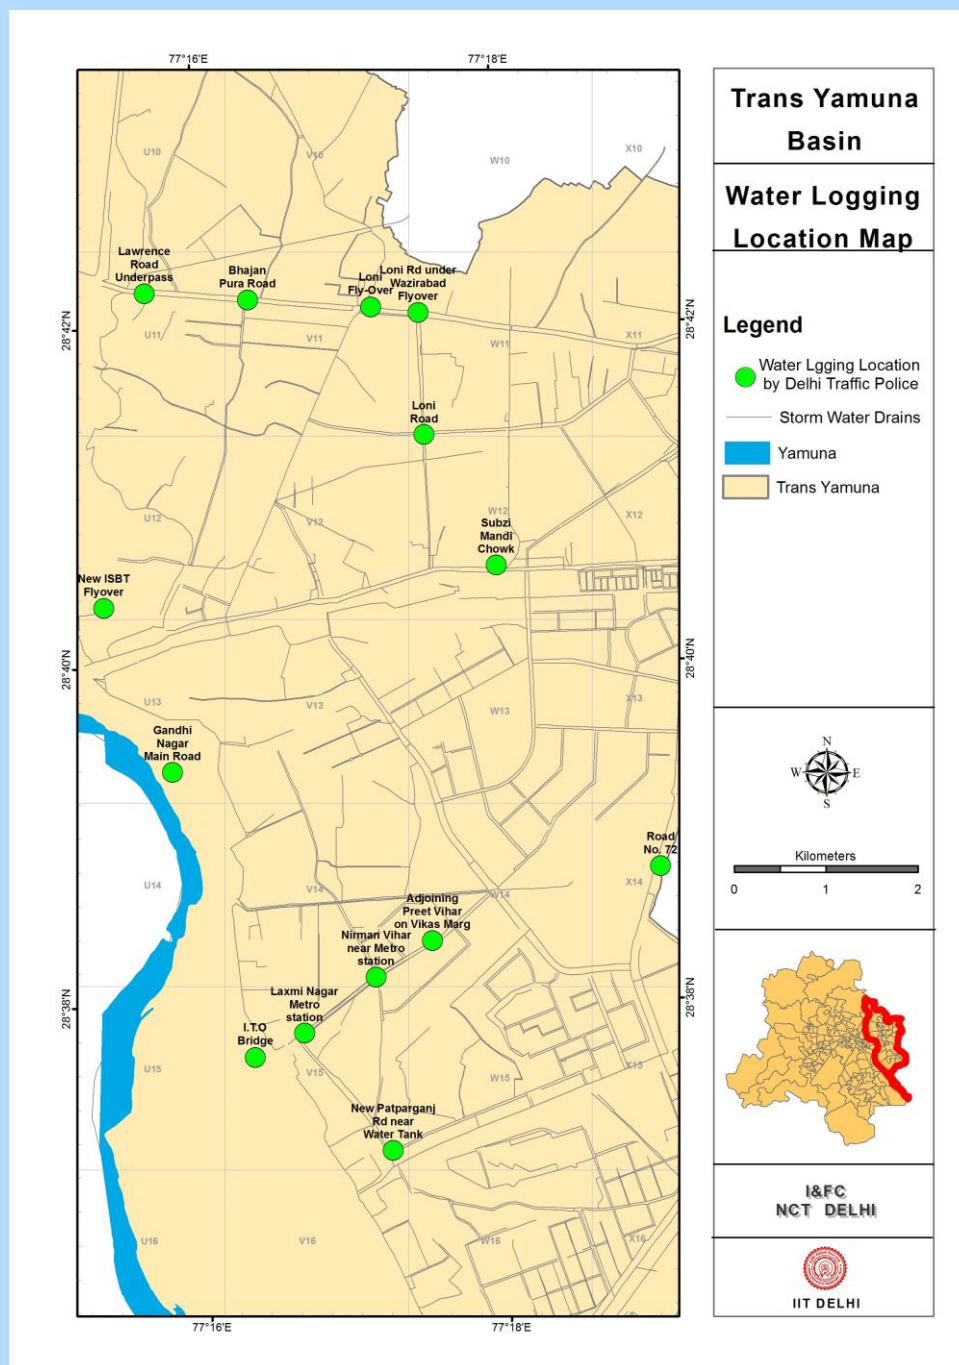 77°16'E
77°18'E
U10
V10
W10
X10
Lawrence
Road
Underpass
Bhajan
Pura Road
Loni
Fly-Over
Loni Rd under
Wazirabad
Flyover
28°42'N
28°42'N
U11
V11
W11
X11
Loni
Road
U12
V12
W12
X12
Subzi
Mandi
Chowk
New ISBT
Flyover
28°40'N
28°40'N
U13
V13
W13
X13
Gandhi
Nagar
Main Road
Road
No. 72
U14
V14
W14
X14
Adjoining
Preet Vihar
on Vikas Marg
Nirman Vihar
near Metro
station
Laxmi Nagar
Metro
station
28°38'N
28°38'N
I.T.O
Bridge
U15
V15
W15
X15
New Patparganj
Rd near
Water Tank
U16
V16
W16
X16
77°16'E
77°18'E
Trans Yamuna
Basin
Water Logging
Location Map
Legend
Water Lgging Location
by Delhi Traffic Police
Storm Water Drains
Yamuna
Trans Yamuna
N
W
E
S
Kilometers
0
1
2
I&FC
NCT DELHI
IIT DELHI